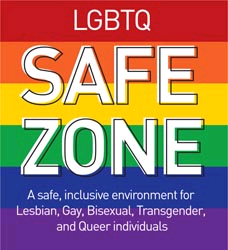 LGBTQ
SAFE
ZONE
A safe, inclusive environment for
Lesbian, Gay, Bisexual, Transgender,
and Queer individuals